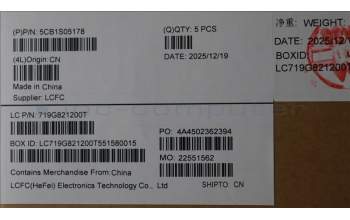 (P)P/N: 5CB1S05178
(Q)QTY: 5 PCS
净重: WEIGHT:
DATE: 2025/12/19
DATE: 2025/12/1
(4L)Origin: CN
BOXID:
LC719G821200T
Made in China
Supplier: LCFC
LC P/N: 719G821200T
PO: 4A4502362394
BOX ID: LC719G821200T551580015
MO: 22551562
Contains Merchandise From: China
LCFC(HeFei) Electronics Technology Co., Ltd
SHIPTO CN